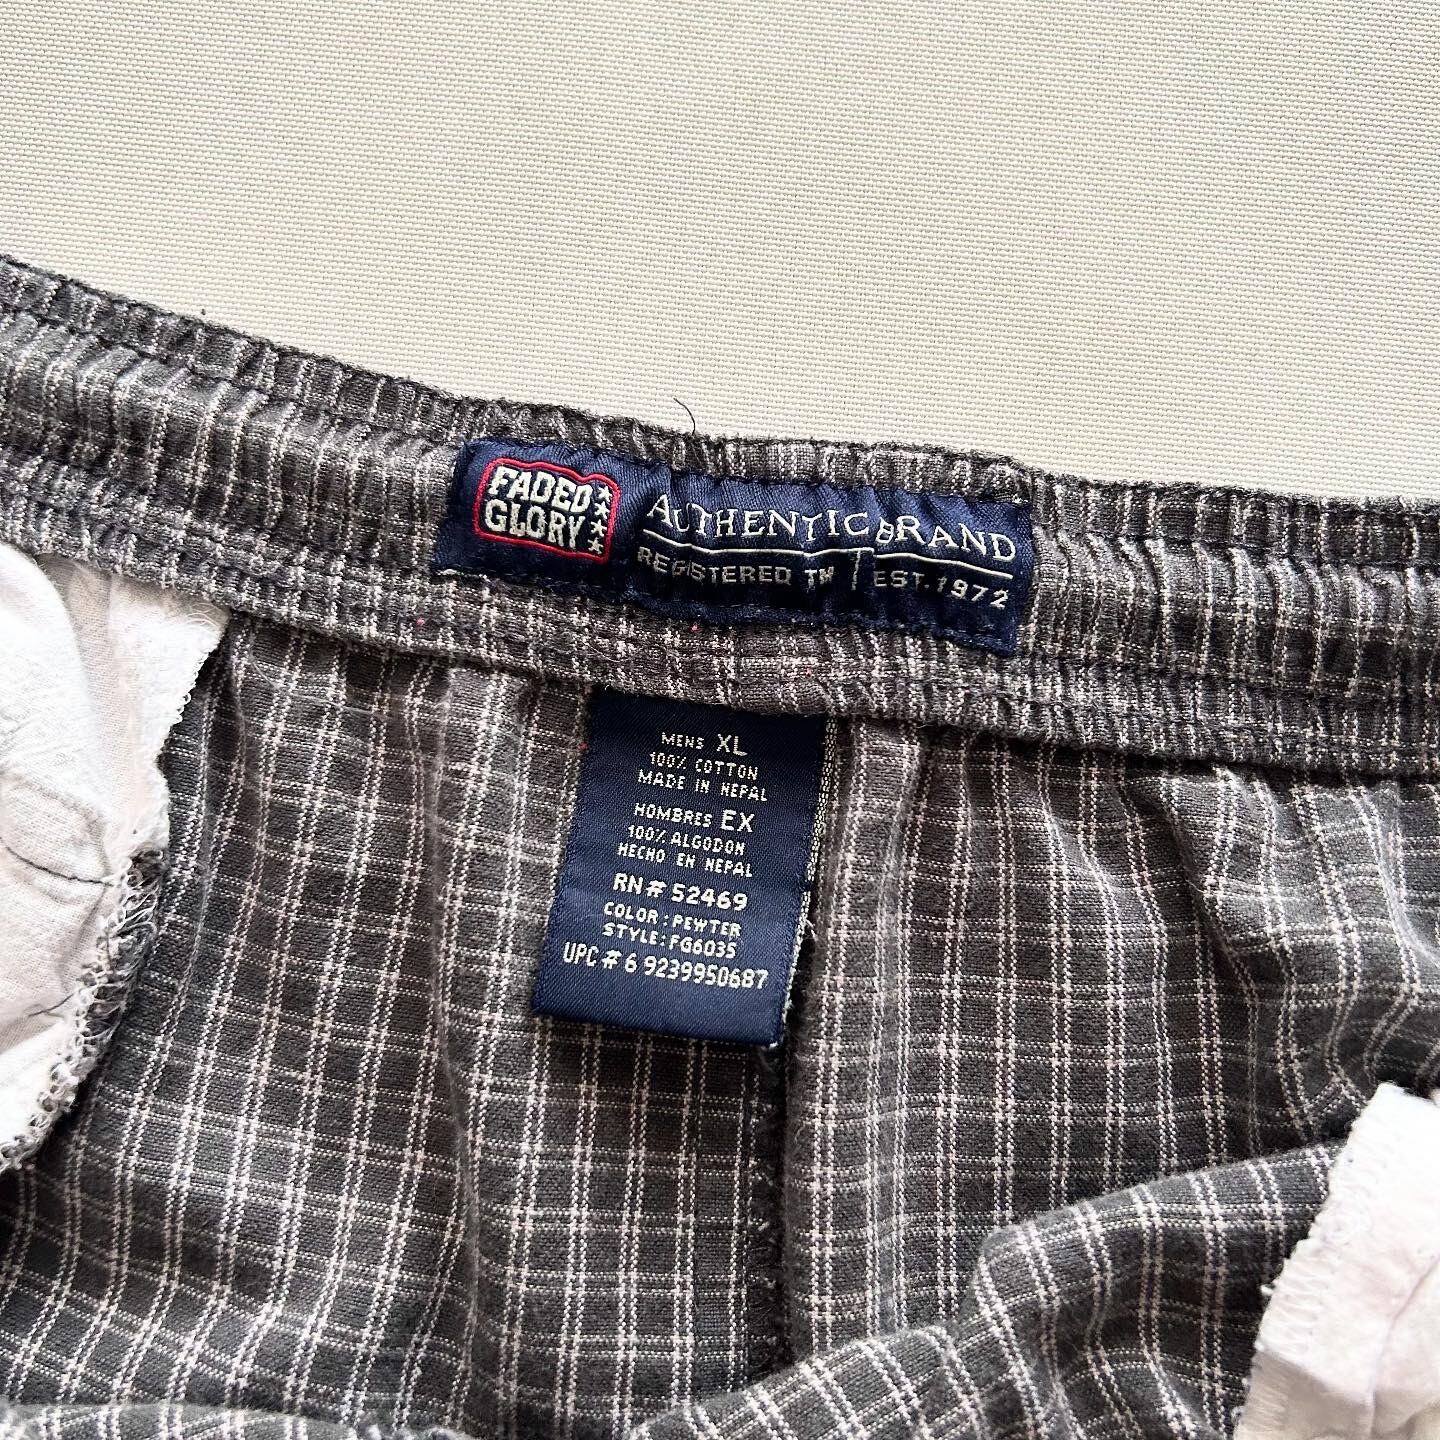 FADED
GLORY
AUTHENTIC BRAND
REGISTERED TM EST. 1972
MENS XL
100% COTTON
MADE IN NEPAL
HOMBRES EX
100% ALGODON
HECHO EN NEPAL
RN# 52469
COLOR: PEWTER
STYLE: FG6035
UPC # 6 9239950687